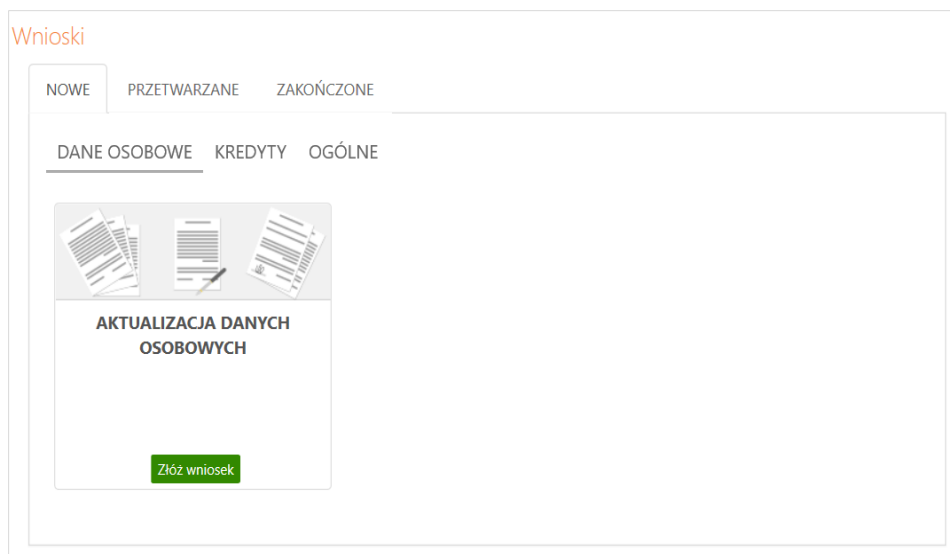 Wnioski
NOWE PRZETWARZANE ZAKOŃCZONE
DANE OSOBOWE KREDYTY OGÓLNE
AKTUALIZACJA DANYCH
OSOBOWYCH
Złóż wniosek